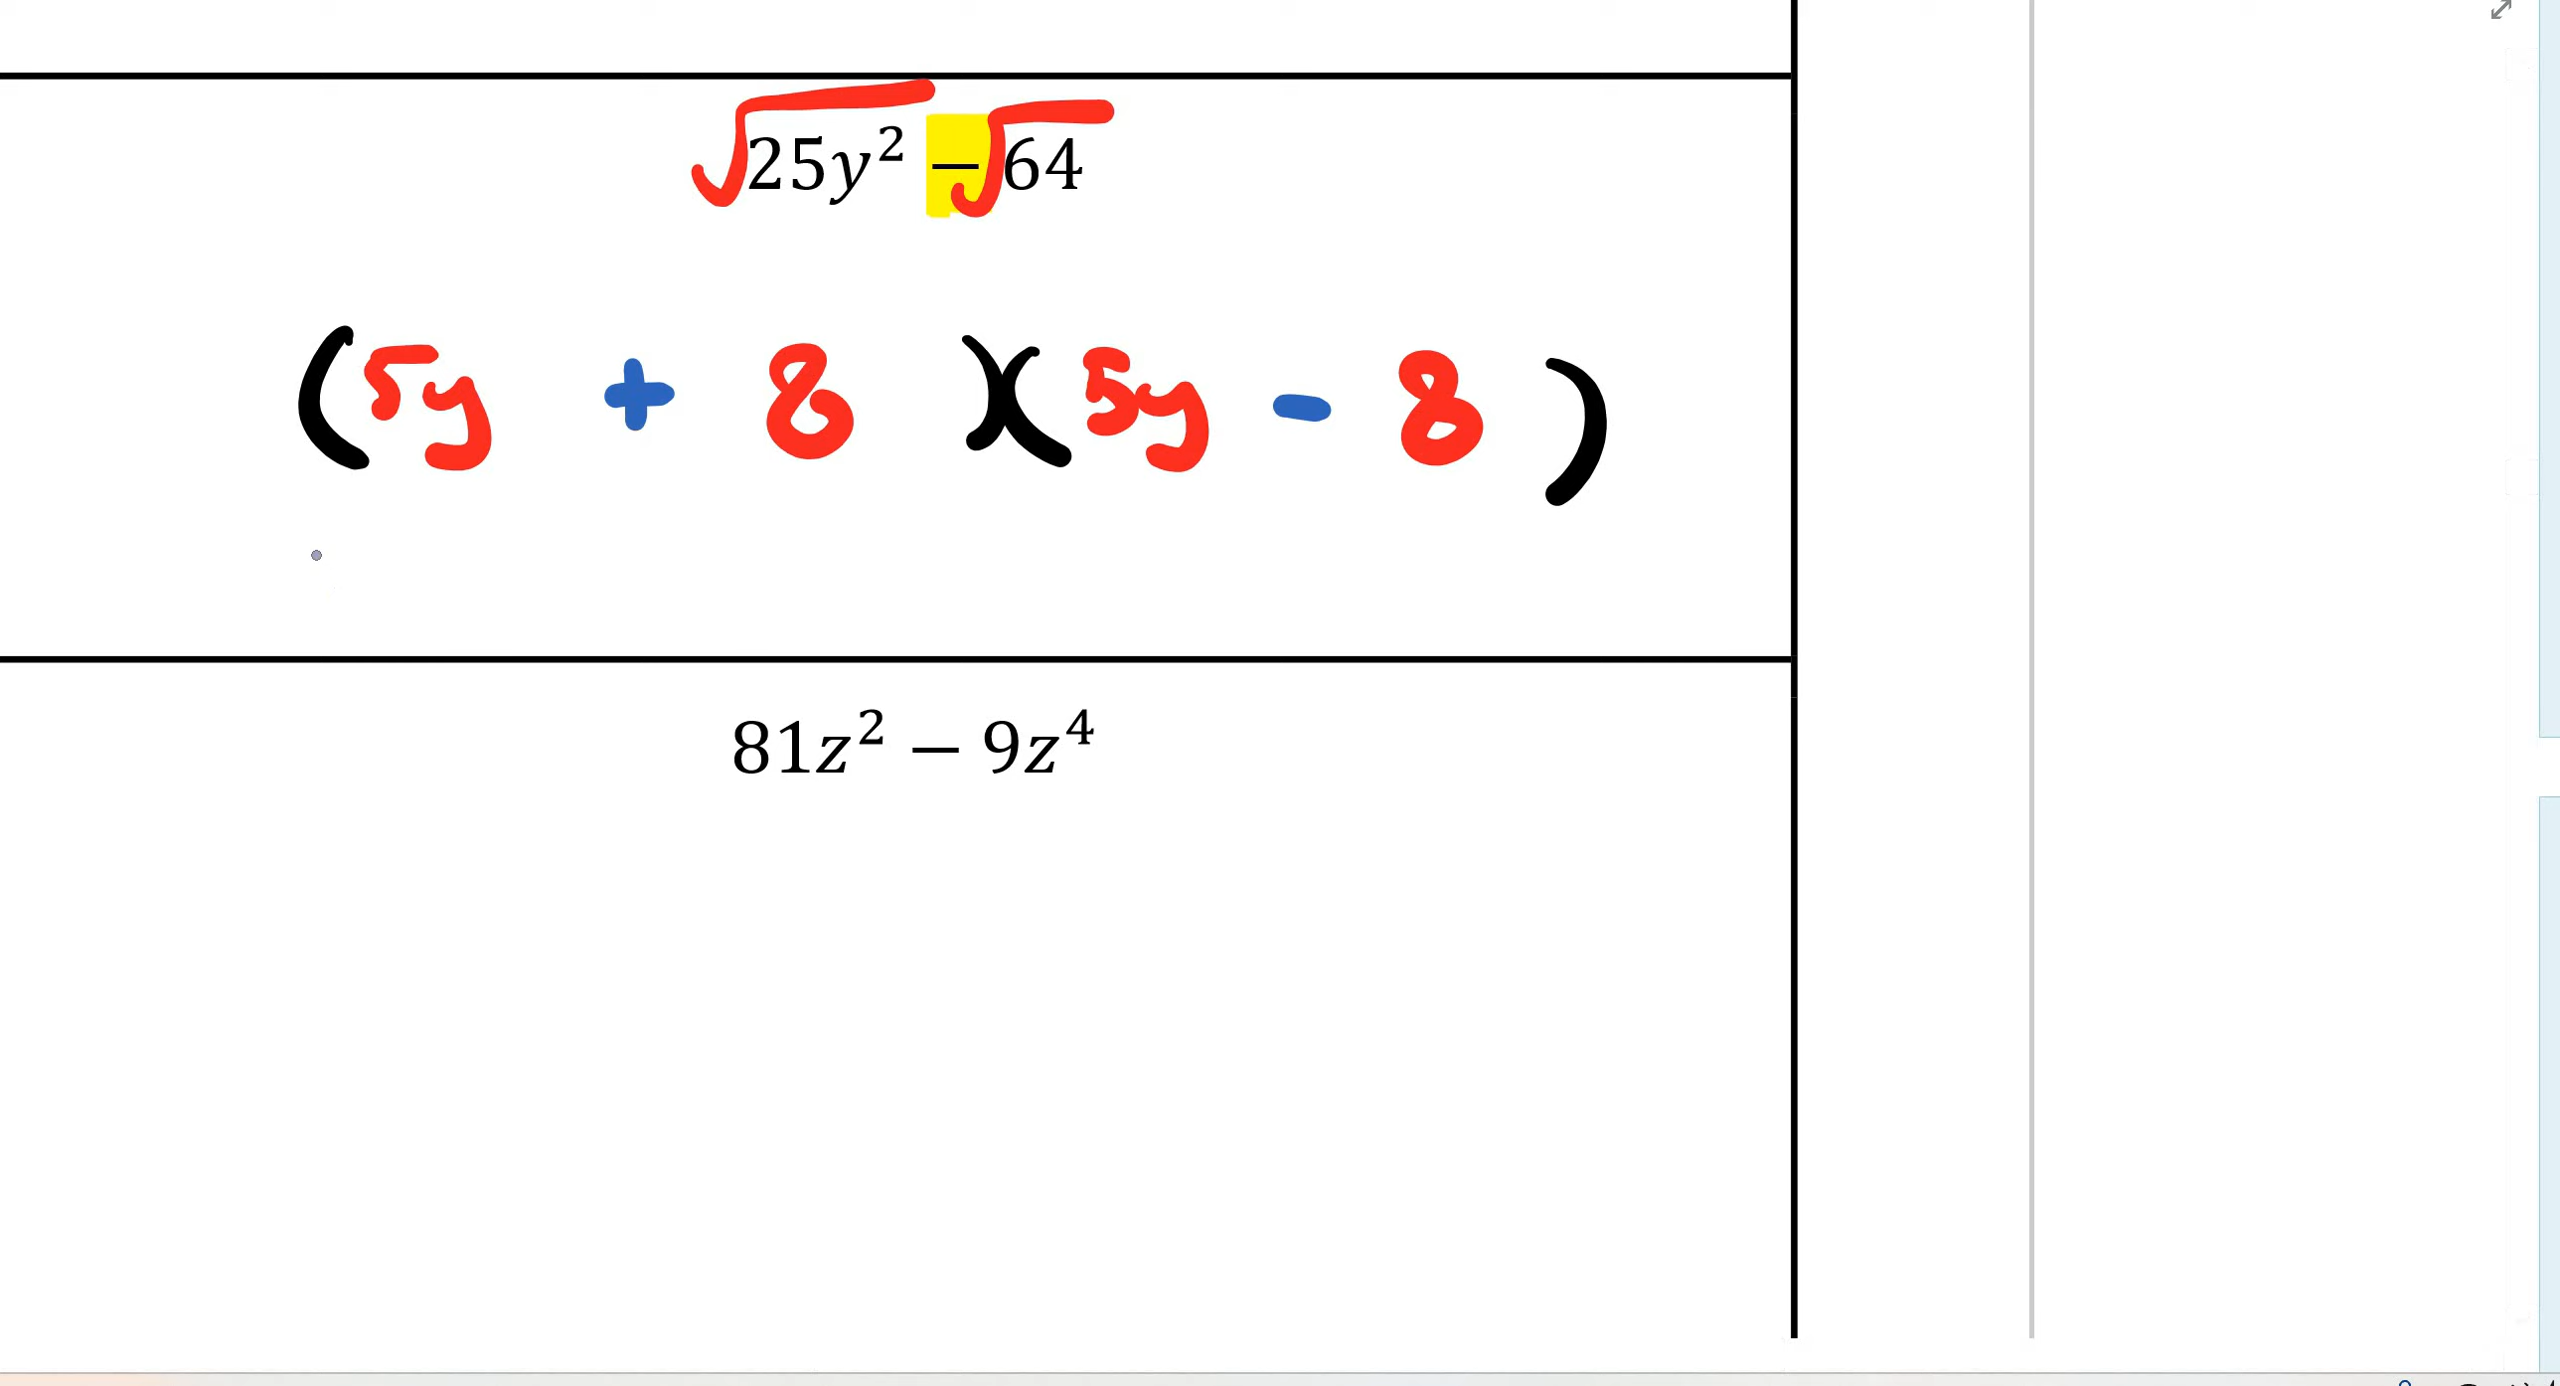 √25y² − √64
(5y + 8)(5y - 8)
81z² − 9z⁴